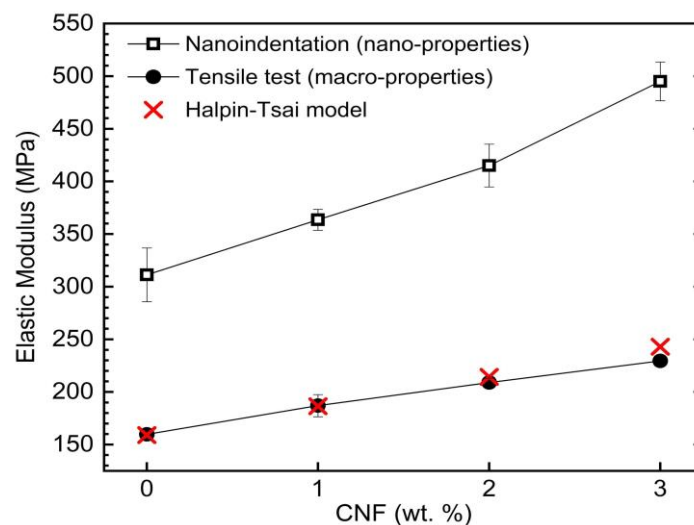 550
500
450
400
350
300
250
200
150
Elastic Modulus (MPa)
Nanoindentation (nano-properties)
Tensile test (macro-properties)
Halpin-Tsai model
0 1 2 3
CNF (wt. %)